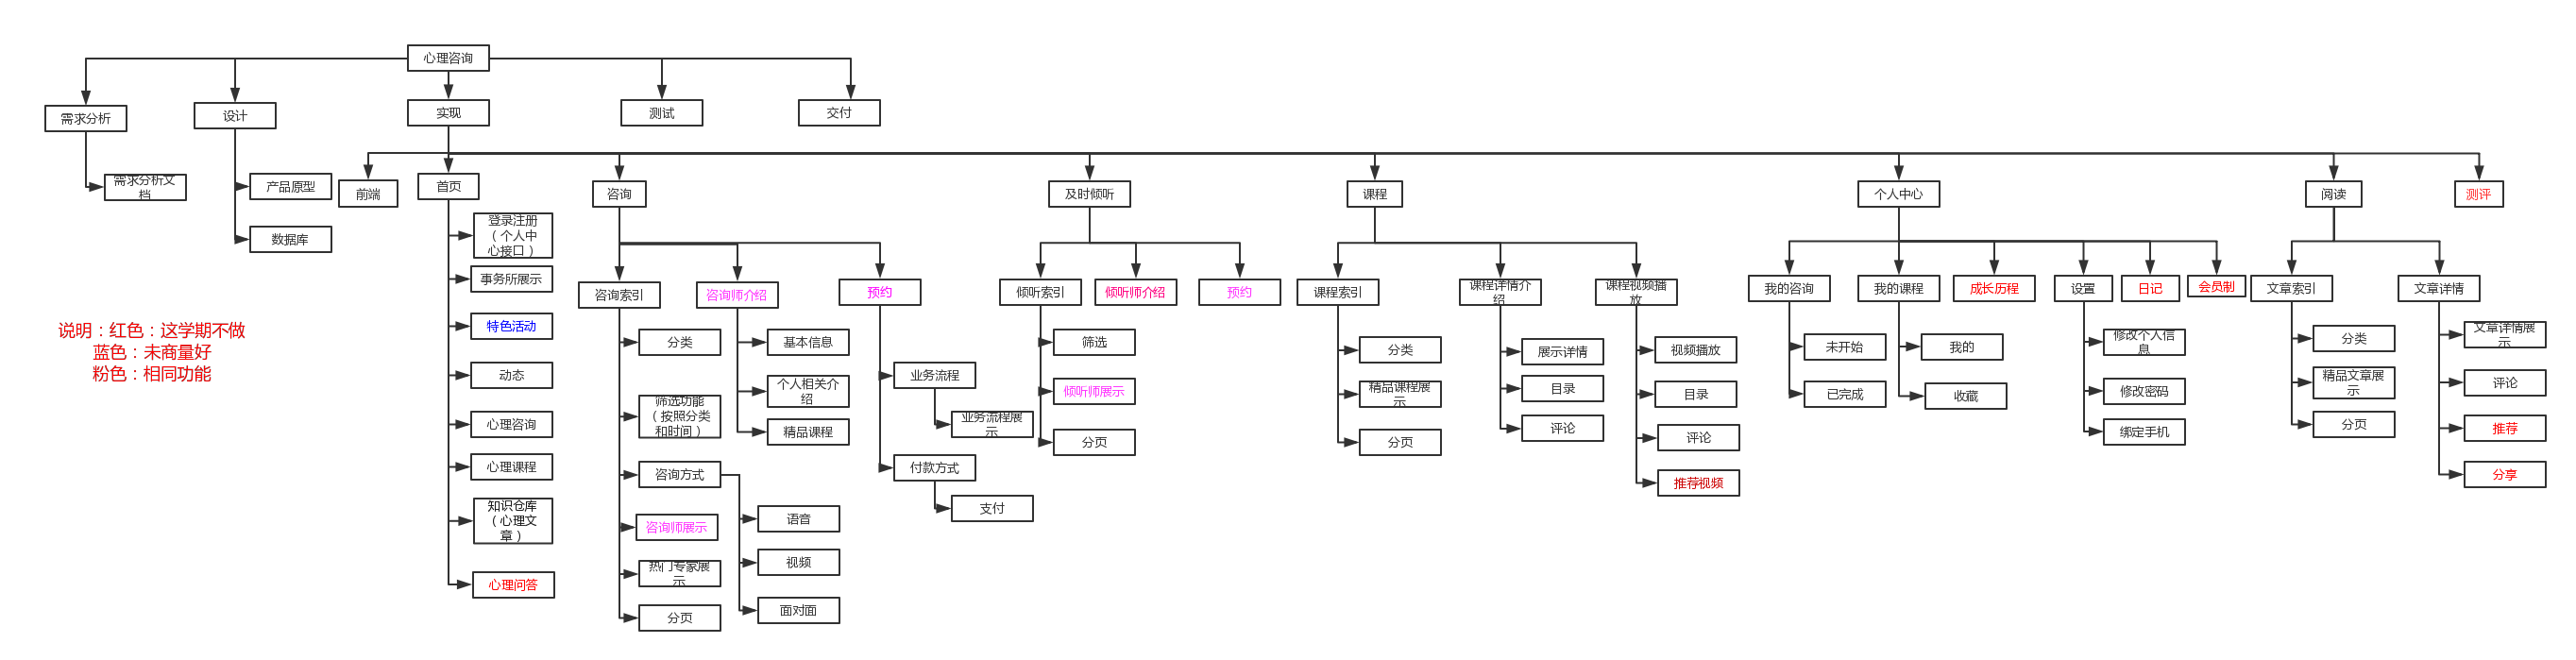 心理咨询
需求分析
设计
实现
测试
交付
需求分析文
档
产品原型
数据库
前端
首页
咨询
及时倾听
课程
个人中心
阅读
测评
登录注册
（个人中
心接口）
事务所展示
特色活动
动态
心理咨询
心理课程
知识仓库
（心理文
章）
心理问答
咨询索引
咨询师介绍
预约
分类
筛选功能
（按照分类
和时间）
咨询方式
咨询师展示
热门专家展
示
分页
语音
视频
面对面
基本信息
个人相关介
绍
精品课程
业务流程
业务流程展
示
付款方式
支付
倾听索引
倾听师介绍
预约
筛选
倾听师展示
分页
课程索引
课程详情介
绍
课程视频播
放
分类
精品课程展
示
分页
展示详情
目录
评论
视频播放
目录
评论
推荐视频
我的咨询
我的课程
成长历程
设置
日记
会员制
未开始
已完成
我的
收藏
修改个人信
息
修改密码
绑定手机
文章索引
文章详情
分类
精品文章展
示
分页
文章详情展
示
评论
推荐
分享
说明：红色：这学期不做
蓝色：未商量好
粉色：相同功能